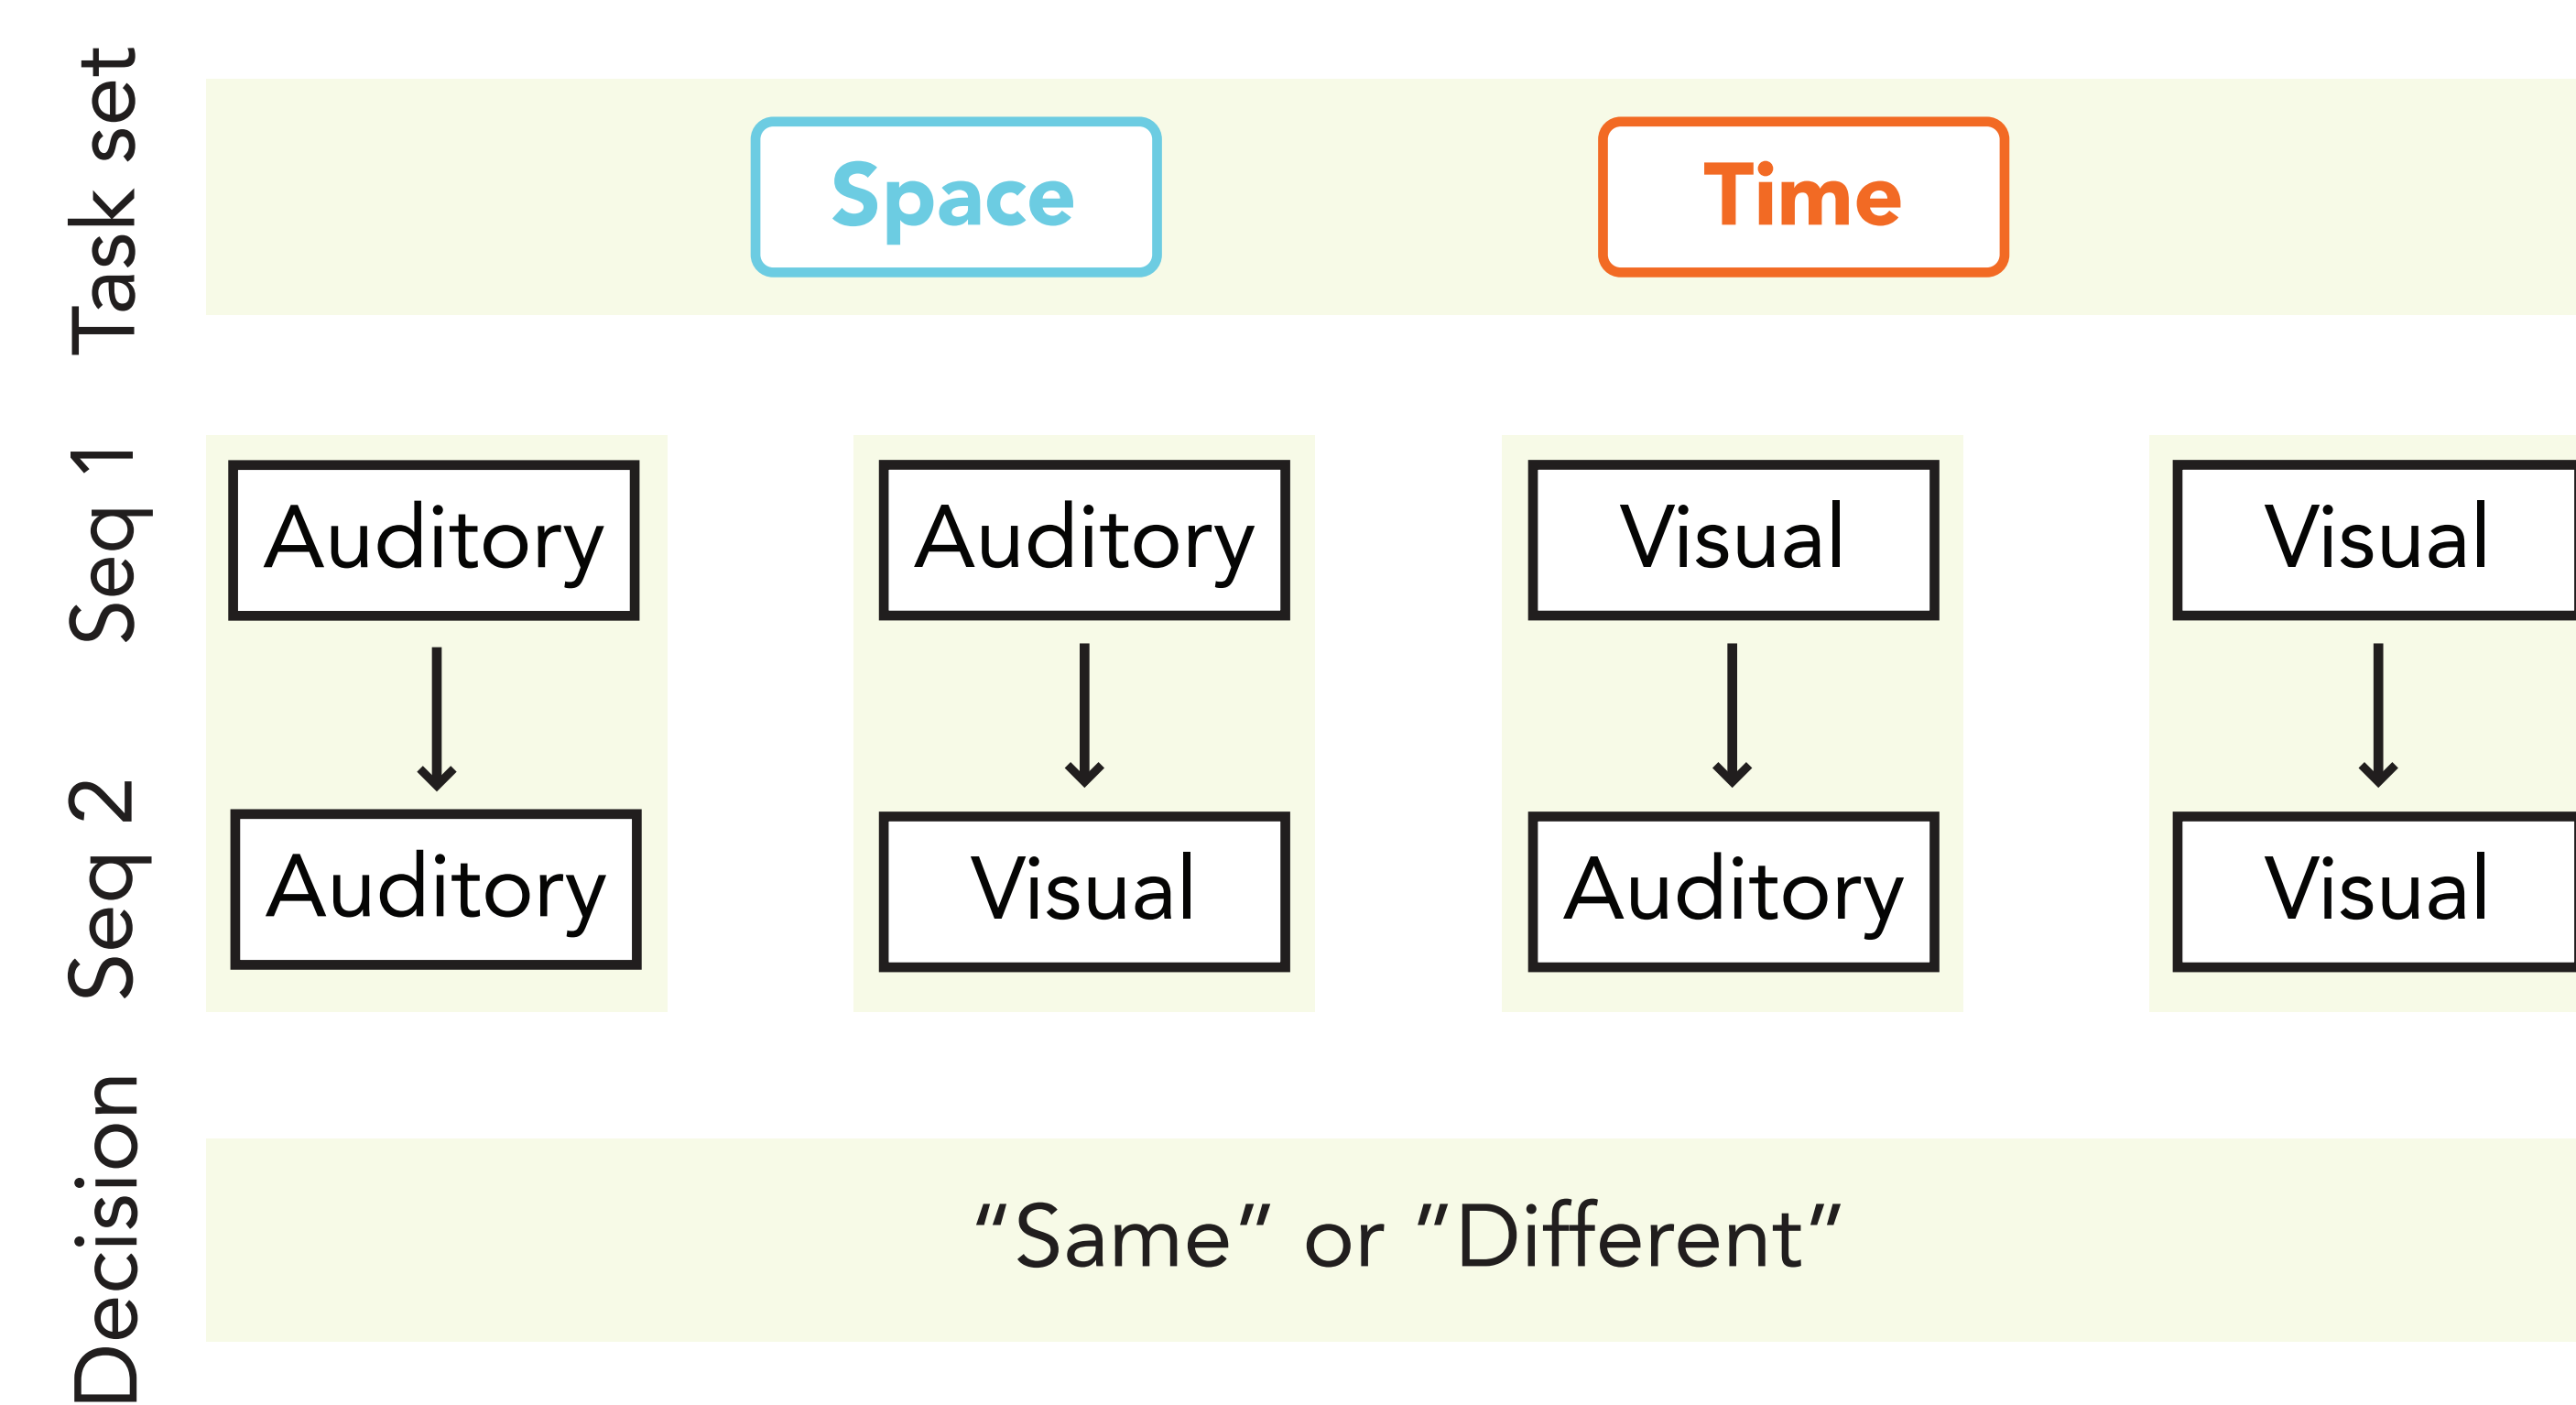 Task set
Space
Time
Seq 1
Auditory
Auditory
Visual
Visual
Seq 2
Auditory
Visual
Auditory
Visual
Decision
“Same” or ”Different”